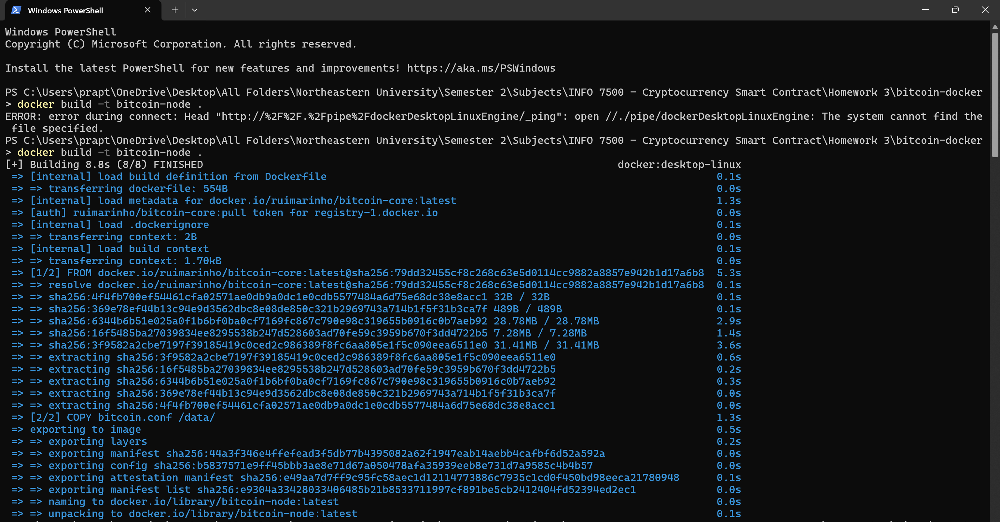 Windows PowerShell
Windows PowerShell
Copyright (C) Microsoft Corporation. All rights reserved.
Install the latest PowerShell for new features and improvements! https://aka.ms/PSWindows
PS C:\Users\prapt\OneDrive\Desktop\All Folders\Northeastern University\Semester 2\Subjects\INFO 7500 - Cryptocurrency Smart Contract\Homework 3\bitcoin-docker
> docker build -t bitcoin-node .
ERROR: error during connect: Head "http://%2F%2F.%2Fpipe%2FdockerDesktopLinuxEngine/_ping": open //./pipe/dockerDesktopLinuxEngine: The system cannot find the
file specified.
PS C:\Users\prapt\OneDrive\Desktop\All Folders\Northeastern University\Semester 2\Subjects\INFO 7500 - Cryptocurrency Smart Contract\Homework 3\bitcoin-docker
> docker build -t bitcoin-node .
[+] Building 8.8s (8/8) FINISHED docker:desktop-linux
=> [internal] load build definition from Dockerfile 0.1s
=> => transferring dockerfile: 554B 0.0s
=> [internal] load metadata for docker.io/ruimarinho/bitcoin-core:latest 1.3s
=> [auth] ruimarinho/bitcoin-core:pull token for registry-1.docker.io 0.0s
=> [internal] load .dockerignore 0.1s
=> => transferring context: 2B 0.0s
=> [internal] load build context 0.1s
=> => transferring context: 1.70kB 0.0s
=> [1/2] FROM docker.io/ruimarinho/bitcoin-core:latest@sha256:79dd32455cf8c268c63e5d0114cc9882a8857e942b1d17a6b8 5.3s
=> => resolve docker.io/ruimarinho/bitcoin-core:latest@sha256:79dd32455cf8c268c63e5d0114cc9882a8857e942b1d17a6b8 0.1s
=> => sha256:4f4fb700ef54461cfa02571ae0db9a0dc1e0cdb5577484a6d75e68dc38e8acc1 32B / 32B 0.1s
=> => sha256:369e78ef44b13c94e9d3562dbc8e08de850c321b2969743a714b1f5f31b3ca7f 489B / 489B 0.1s
=> => sha256:6344b6b51e025a0f1b6bf0ba0cf7169fc867c790e98c319655b0916c0b7aeb92 28.78MB / 28.78MB 2.9s
=> => sha256:16f5485ba27039834ee8295538b247d528603ad70fe59c3959b670f3dd4722b5 7.28MB / 7.28MB 1.4s
=> => sha256:3f9582a2cbe7197f39185419c0ced2c986389f8fc6aa805e1f5c090eea6511e0 31.41MB / 31.41MB 3.6s
=> => extracting sha256:3f9582a2cbe7197f39185419c0ced2c986389f8fc6aa805e1f5c090eea6511e0 0.6s
=> => extracting sha256:16f5485ba27039834ee8295538b247d528603ad70fe59c3959b670f3dd4722b5 0.2s
=> => extracting sha256:6344b6b51e025a0f1b6bf0ba0cf7169fc867c790e98c319655b0916c0b7aeb92 0.3s
=> => extracting sha256:369e78ef44b13c94e9d3562dbc8e08de850c321b2969743a714b1f5f31b3ca7f 0.0s
=> => extracting sha256:4f4fb700ef54461cfa02571ae0db9a0dc1e0cdb5577484a6d75e68dc38e8acc1 0.0s
=> [2/2] COPY bitcoin.conf /data/ 1.3s
=> exporting to image 0.5s
=> => exporting layers 0.2s
=> => exporting manifest sha256:44a3f346e4ffefead3f5db77b4395082a62f1947eab14aebb4cafbf6d52a592a 0.0s
=> => exporting config sha256:b5837571e9ff45bbb3ae8e71d67a050478afa35939eeb8e731d7a9585c4b4b57 0.0s
=> => exporting attestation manifest sha256:e49aa7d7ff9c95fc58aec1d12114773886c7935c1cd0f450bd98eeca21780948 0.1s
=> => exporting manifest list sha256:e9304a33428033406485b21b8533711997cf891be5cb2412404fd52394ed2ec1 0.0s
=> => naming to docker.io/library/bitcoin-node:latest 0.0s
=> => unpacking to docker.io/library/bitcoin-node:latest 0.1s